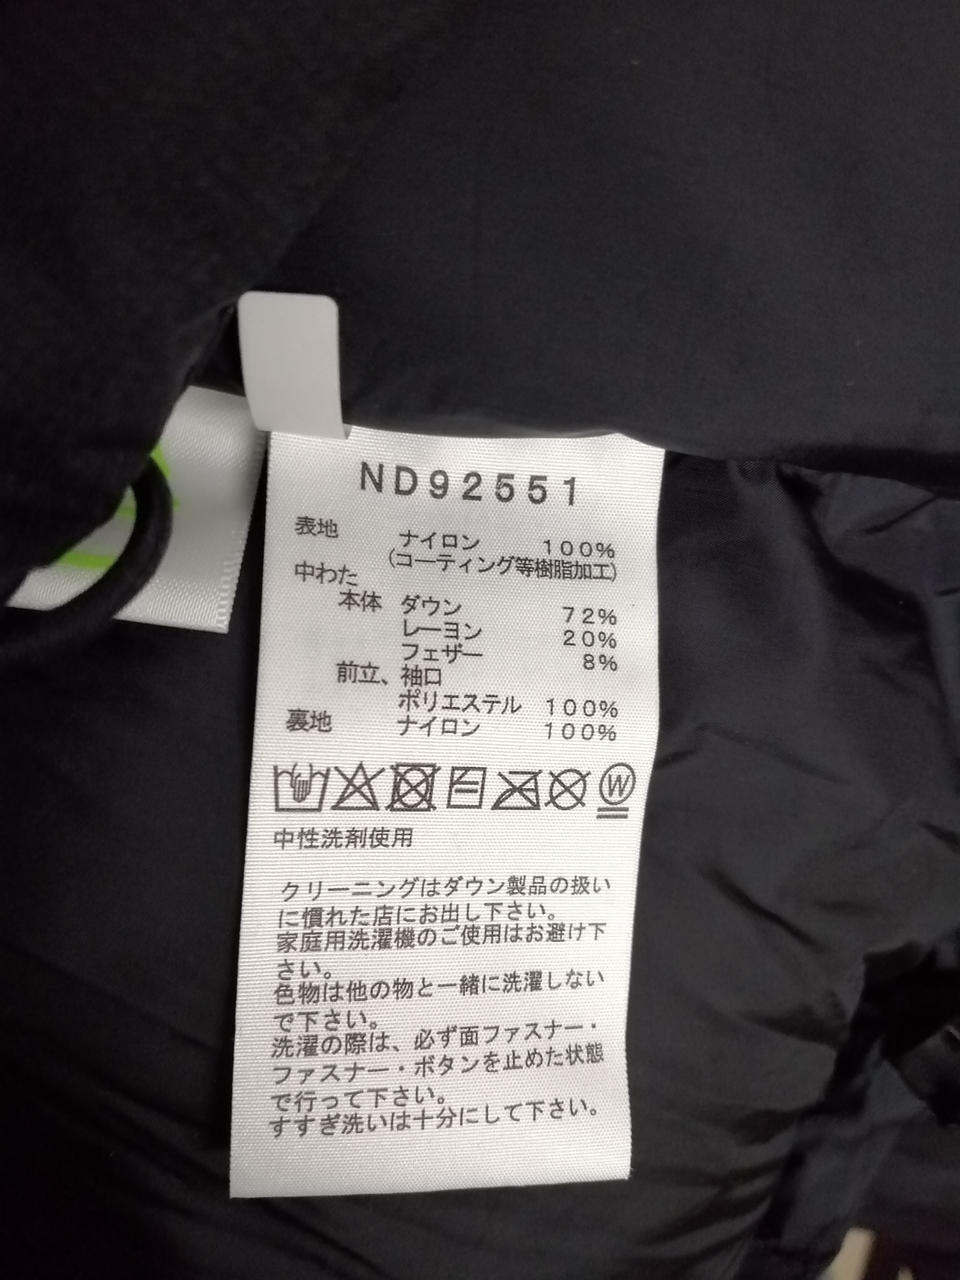 ND92551
表地 ナイロン 100%
(コーティング等樹脂加工)
中わた
本体 ダウン 72%
レーヨン 20%
フェザー 8%
前立、袖口
ポリエステル 100%
裏地 ナイロン 100%
W
中性洗剤使用
クリーニングはダウン製品の扱い
に慣れた店にお出し下さい。
家庭用洗濯機のご使用はお避け下
さい。
色物は他の物と一緒に洗濯しない
で下さい。
洗濯の際は、必ず面ファスナー・
ファスナー・ボタンを止めた状態
で行って下さい。
すすぎ洗いは十分にして下さい。